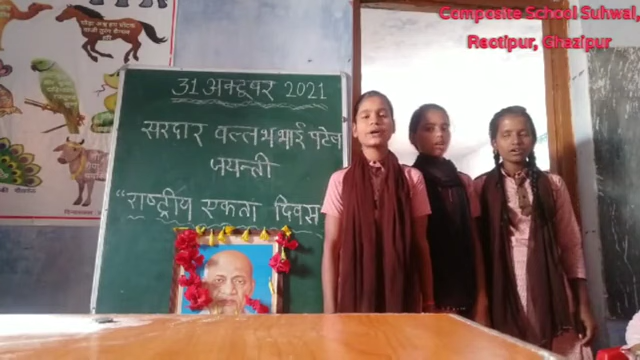 Composite School Suhwal,
Reotipur, Ghazipur
31 अक्टूबर 2021
सरदार वल्लभभाई पटेल
जयन्ती
"राष्ट्रीय एकता दिवस